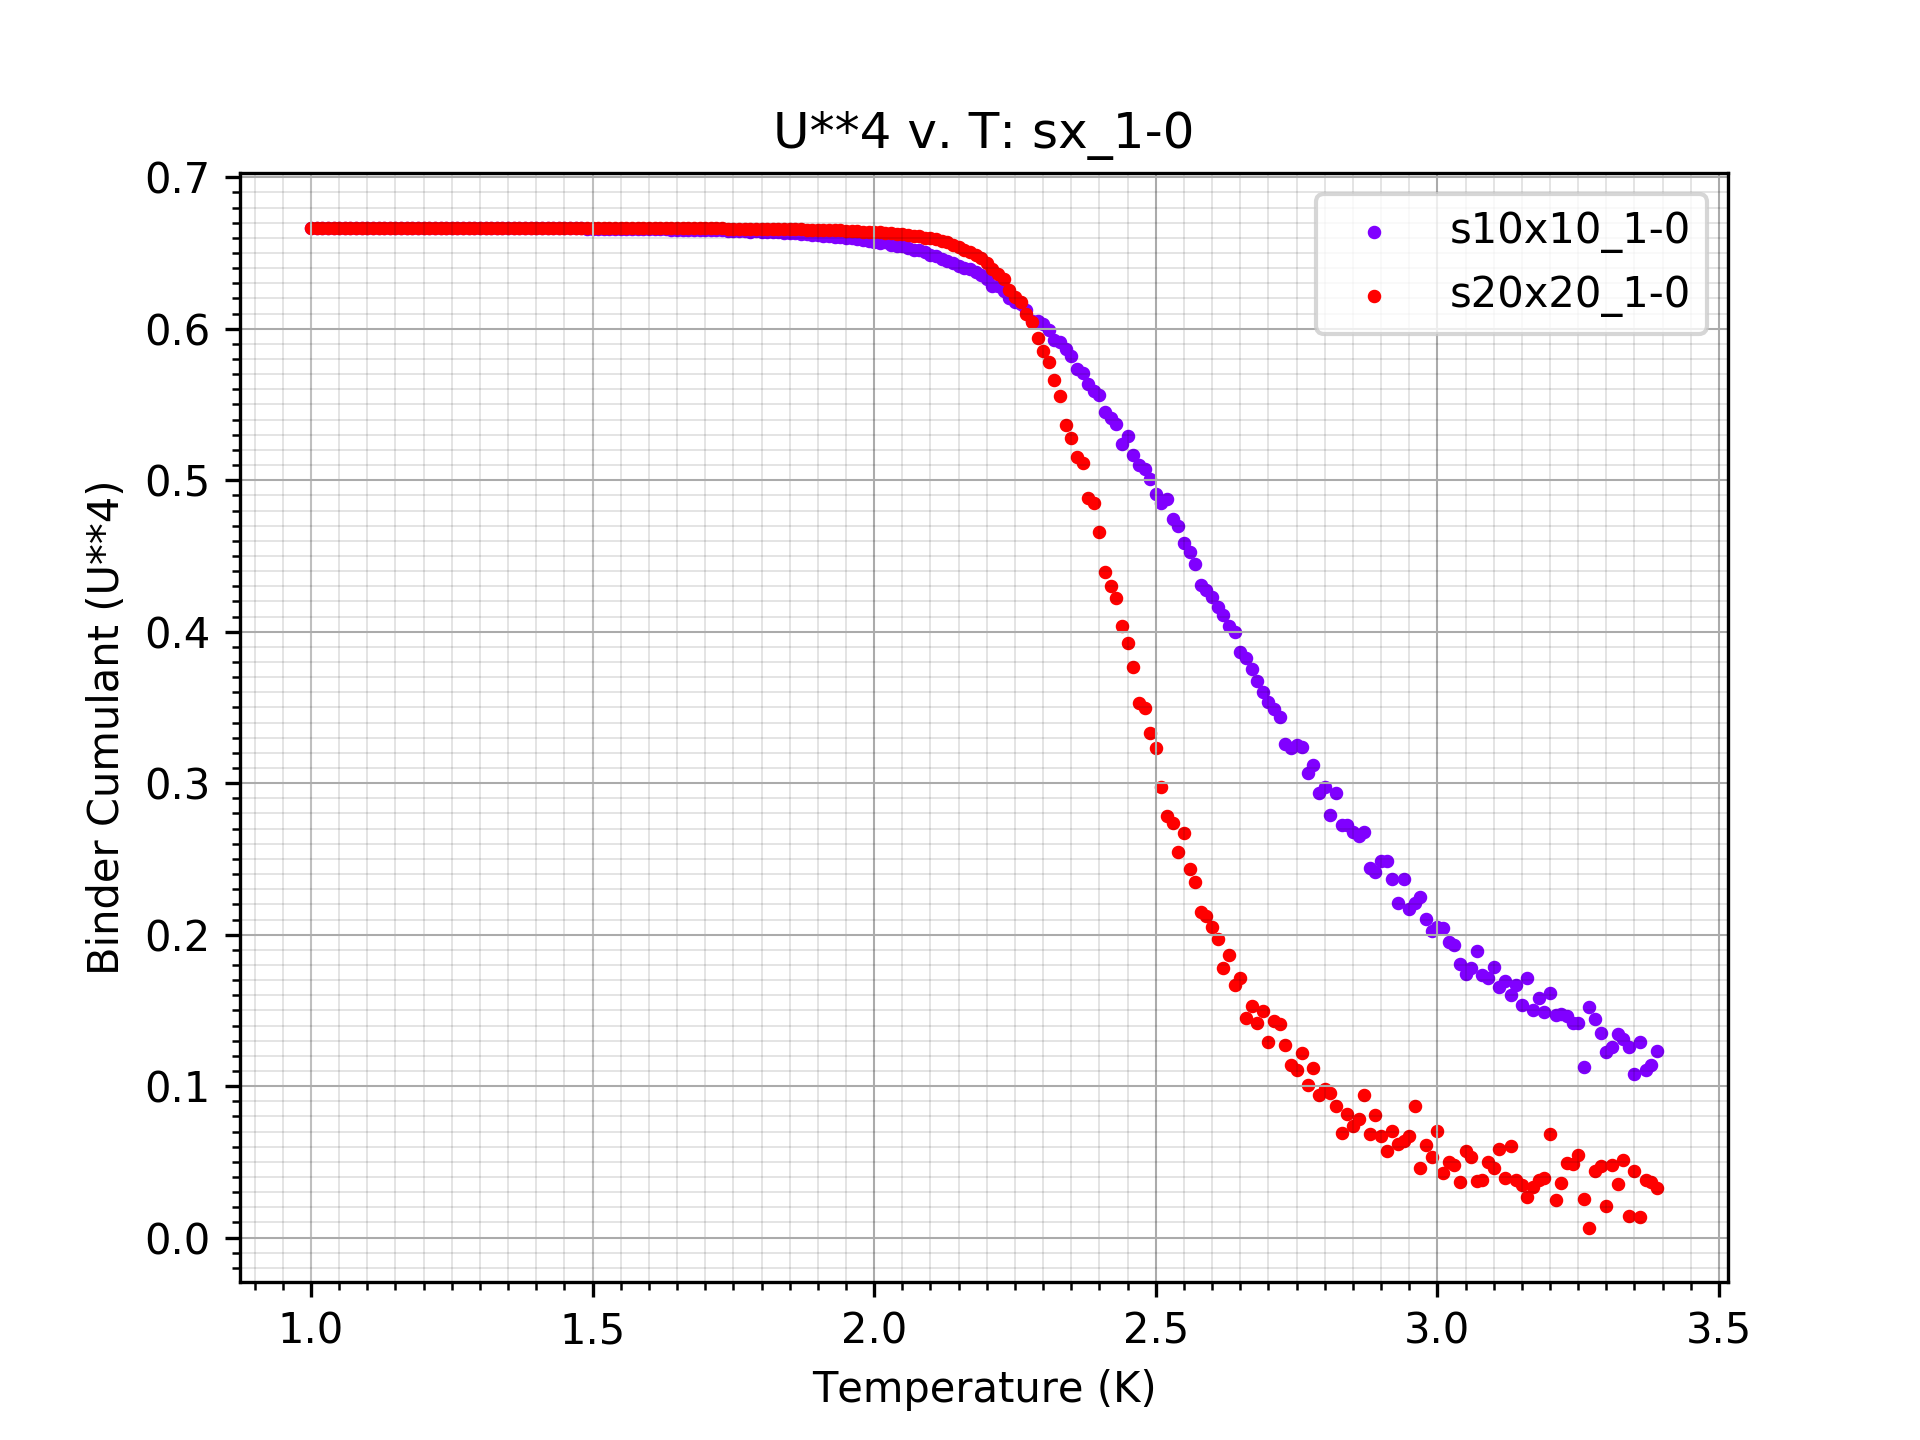 U**4 v. T: sx_1-0
s10x10_1-0
s20x20_1-0
Binder Cumulant (U**4)
0.7
0.6
0.5
0.4
0.3
0.2
0.1
0.0
1.0 1.5 2.0 2.5 3.0 3.5
Temperature (K)